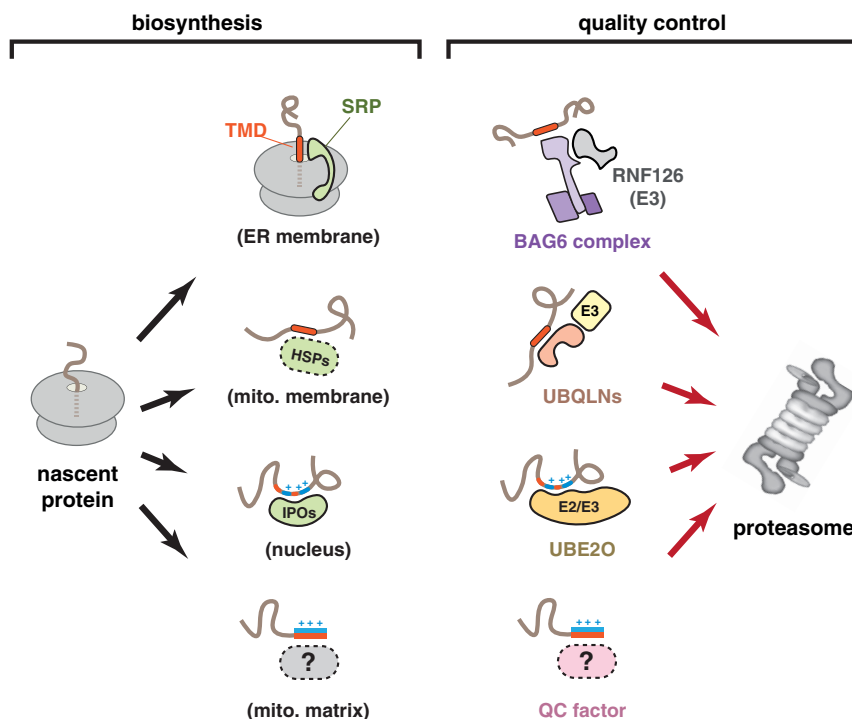 biosynthesis
quality control
SRP
TMD
RNF126
(E3)
(ER membrane)
BAG6 complex
HSPs
E3
(mito. membrane)
UBQLNs
nascent
protein
+ + +
IPOs
(nucleus)
+ + +
E2/E3
UBE2O
proteasome
+ + +
?
(mito. matrix)
+ + +
?
QC factor